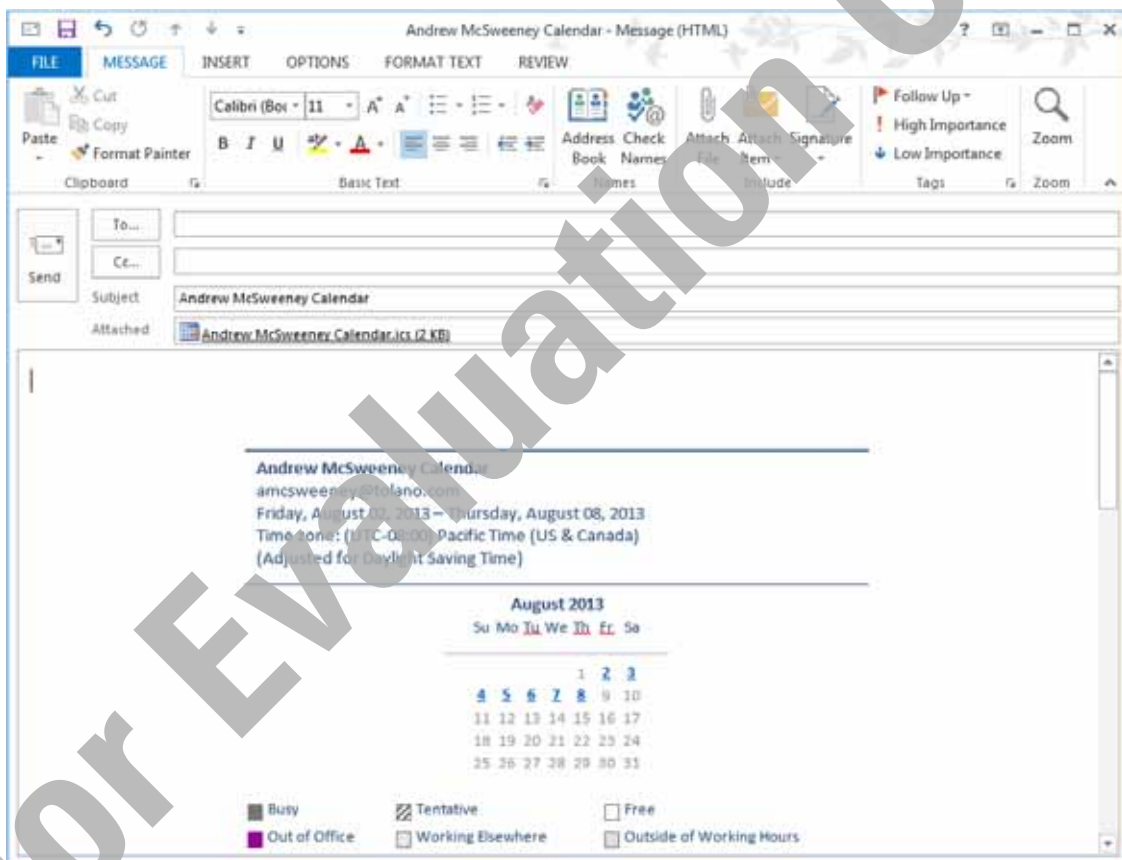 Andrew McSweeney Calendar - Message (HTML)
?
FILE MESSAGE INSERT OPTIONS FORMAT TEXT REVIEW
Paste
Cut
Copy
Format Painter
Clipboard
Calibri (Bo 11
B I U
Basic Text
Address Book
Check Names
Names
Attach File
Attach Item
Signature
Include
Follow Up
High Importance
Low Importance
Tags
Zoom
Zoom
Send
To...
Cc...
Subject Andrew McSweeney Calendar
Attached Andrew McSweeney Calendar.ics (2 KB)
Andrew McSweeney Calendar
amcsweeney@tolano.com
Friday, August 02, 2013 – Thursday, August 08, 2013
Time zone: (UTC-08:00) Pacific Time (US & Canada)
(Adjusted for Daylight Saving Time)
August 2013
Su Mo Tu We Th Fr Sa
1 2 3
4 5 6 7 8 9 10
11 12 13 14 15 16 17
18 19 20 21 22 23 24
25 26 27 28 29 30 31
Busy Tentative Free
Out of Office Working Elsewhere Outside of Working Hours
or Evaluation